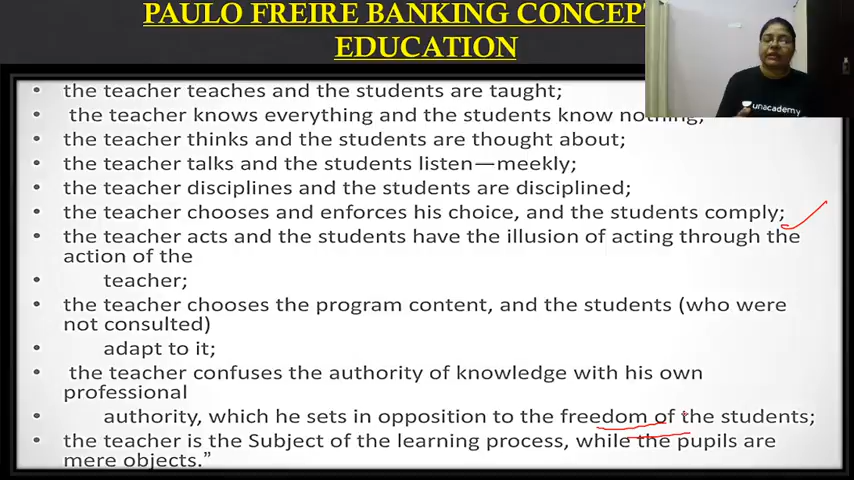 PAULO FREIRE BANKING CONCEPT
EDUCATION
• the teacher teaches and the students are taught;
• the teacher knows everything and the students know nothing;
• the teacher thinks and the students are thought about;
• the teacher talks and the students listen—meekly;
• the teacher disciplines and the students are disciplined;
• the teacher chooses and enforces his choice, and the students comply;
• the teacher acts and the students have the illusion of acting through the
action of the
• teacher;
• the teacher chooses the program content, and the students (who were
not consulted)
• adapt to it;
• the teacher confuses the authority of knowledge with his own
professional
• authority, which he sets in opposition to the freedom of the students;
• the teacher is the Subject of the learning process, while the pupils are
mere objects.”
unacademy